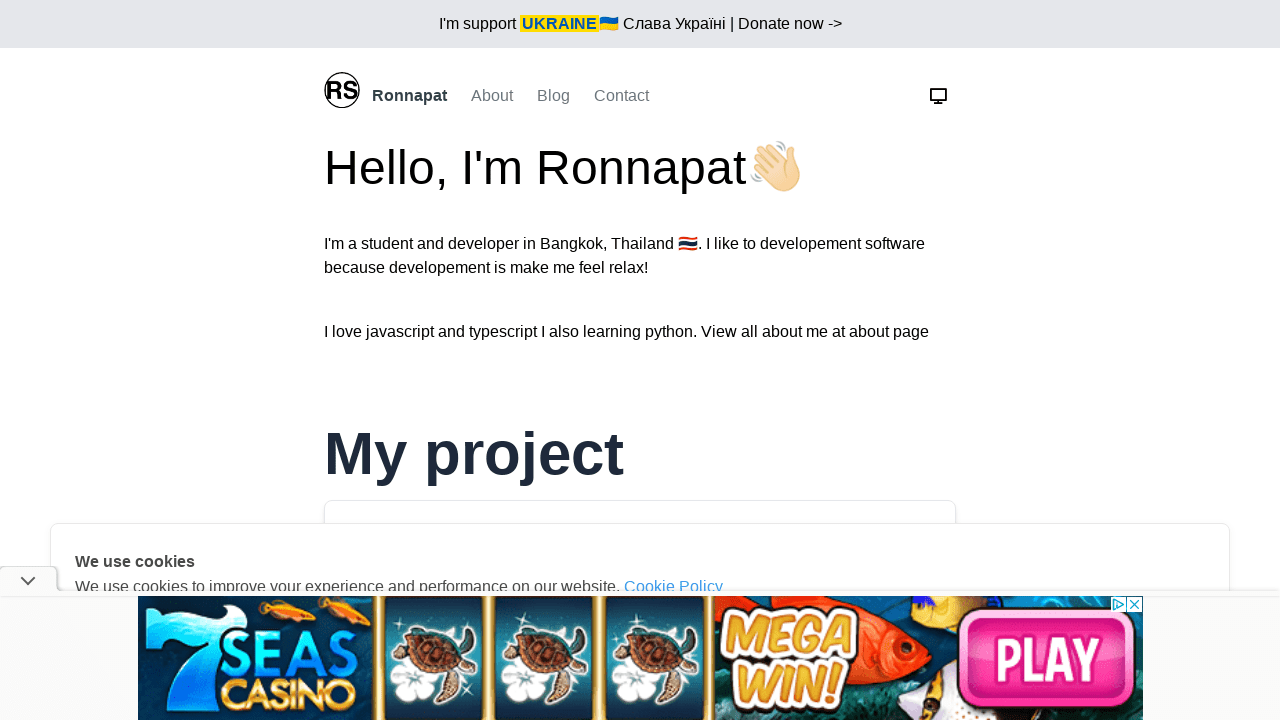 I'm support UKRAINE🇺🇦 Слава Україні | Donate now ->
RS Ronnapat About Blog Contact
Hello, I'm Ronnapat👋🏻
I'm a student and developer in Bangkok, Thailand 🇹🇭. I like to developement software
because developement is make me feel relax!
I love javascript and typescript I also learning python. View all about me at about page
My project
We use cookies
We use cookies to improve your experience and performance on our website. Cookie Policy
7 SEAS CASINO
MEGA WIN!
PLAY